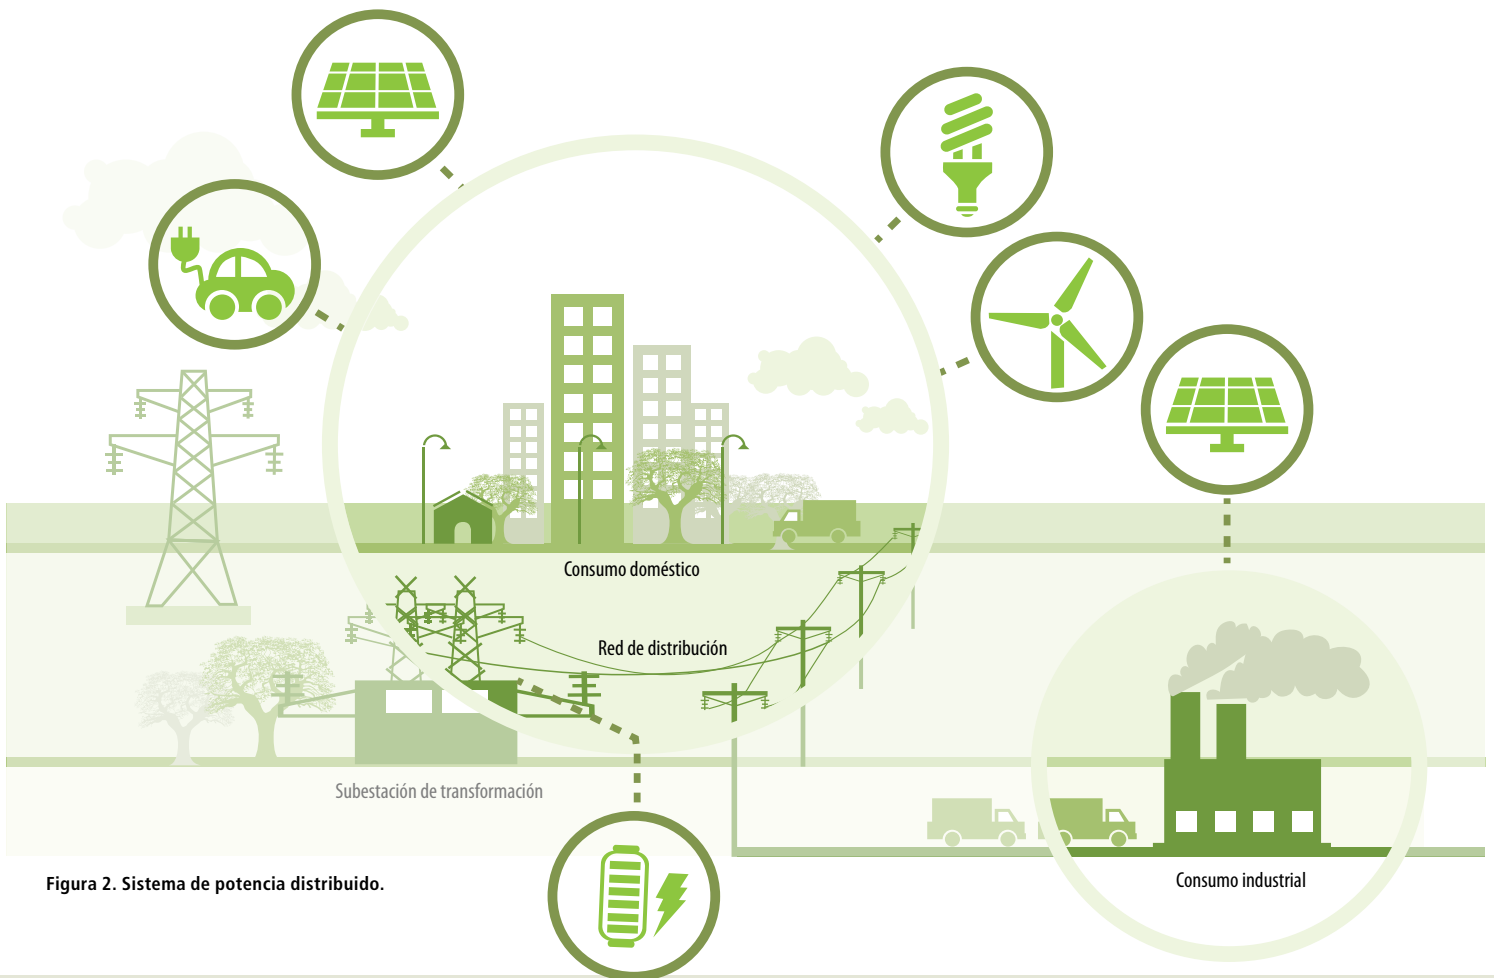 Consumo doméstico
Red de distribución
Subestación de transformación
Consumo industrial
Figura 2. Sistema de potencia distribuido.